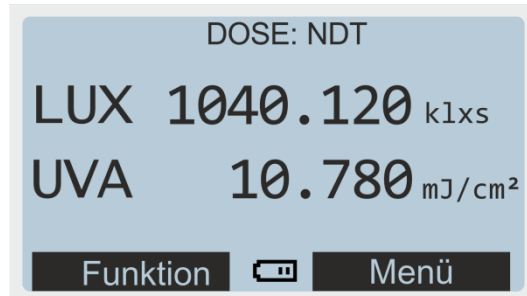 DOSE: NDT
LUX 1040.120 klxs
UVA 10.780 mJ/cm²
Funktion Menü